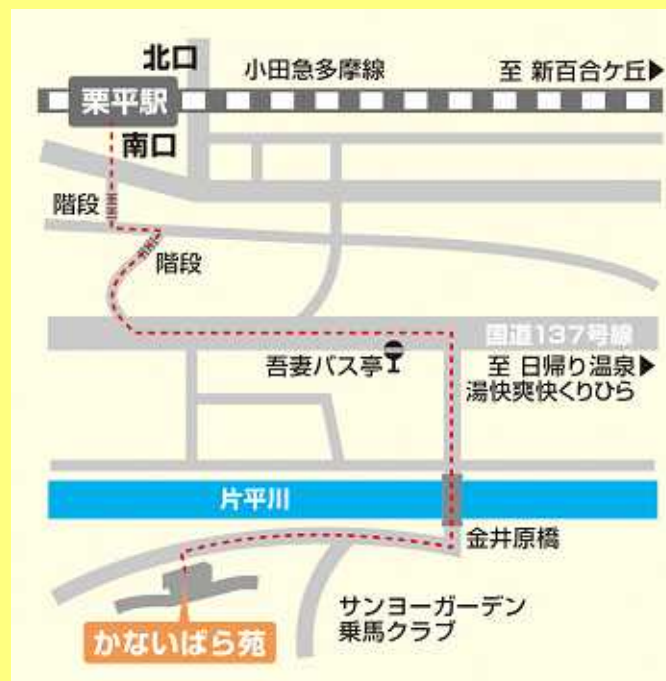 北口
小田急多摩線
至 新百合ケ丘▶
栗平駅
南口
階段
階段
国道137号線
吾妻バス亭
至 日帰り温泉▶
湯快爽快くりひら
片平川
金井原橋
サンヨーガーデン
乗馬クラブ
かないばら苑